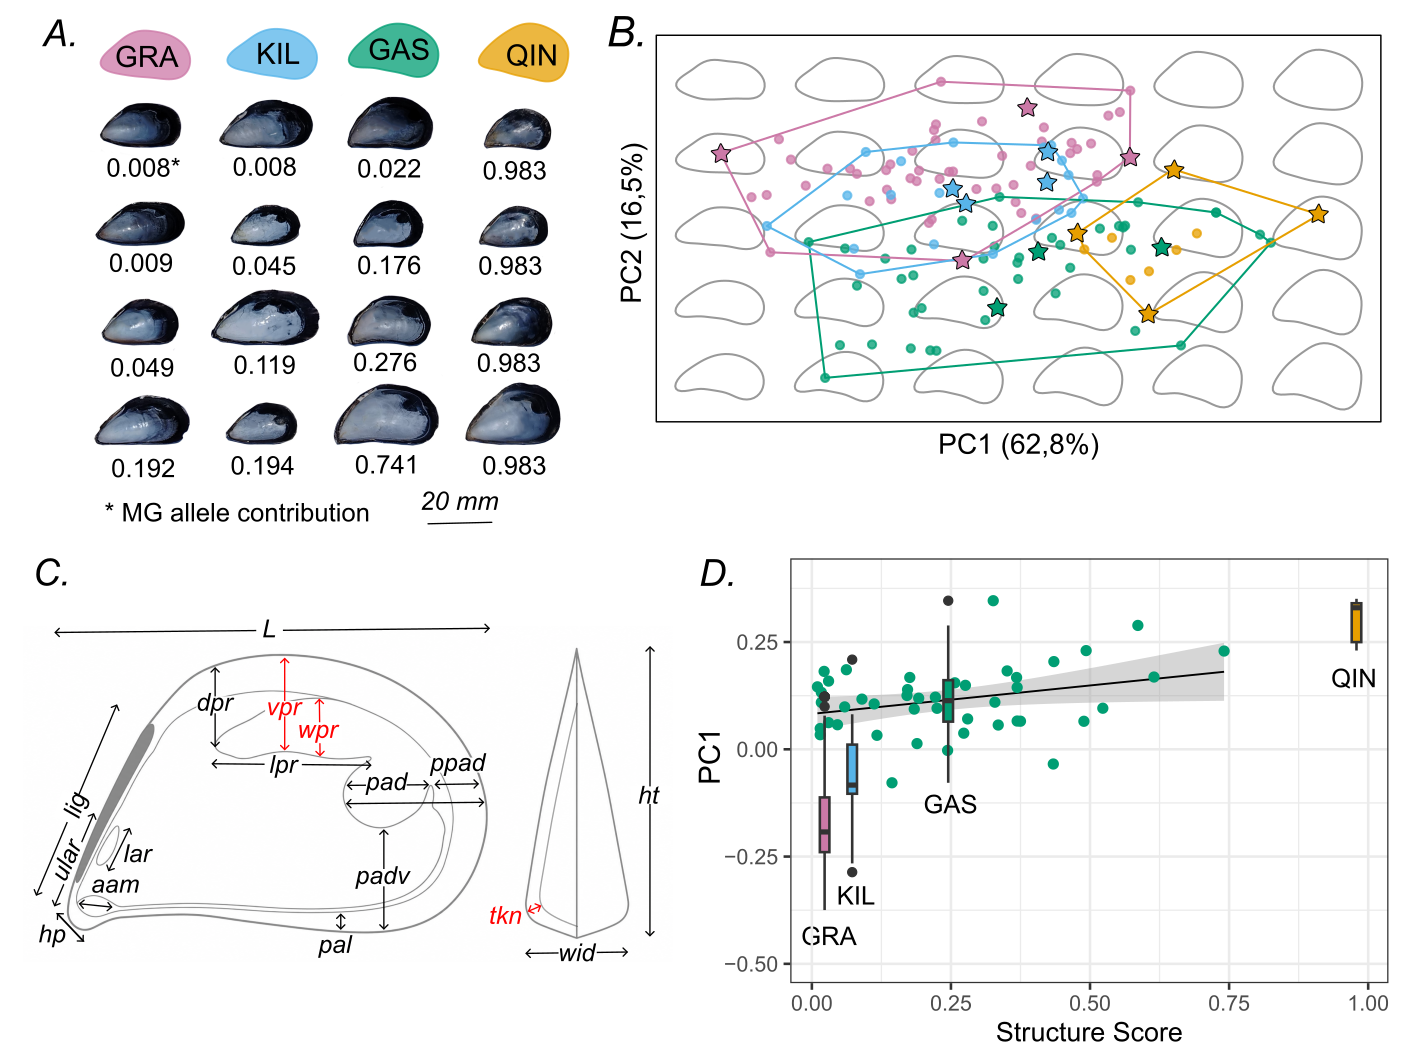 A.
GRA KIL GAS QIN
0.008* 0.008 0.022 0.983
0.009 0.045 0.176 0.983
0.049 0.119 0.276 0.983
0.192 0.194 0.741 0.983
* MG allele contribution
20 mm
B.
PC2 (16,5%)
PC1 (62,8%)
C.
L
dpr
vpr
wpr
lpr
pad
ppad
lig
ular
lar
aam
padv
hp
pal
ht
tkn
wid
D.
PC1
0.25
0.00
−0.25
−0.50
QIN
GAS
KIL
GRA
0.00 0.25 0.50 0.75 1.00
Structure Score